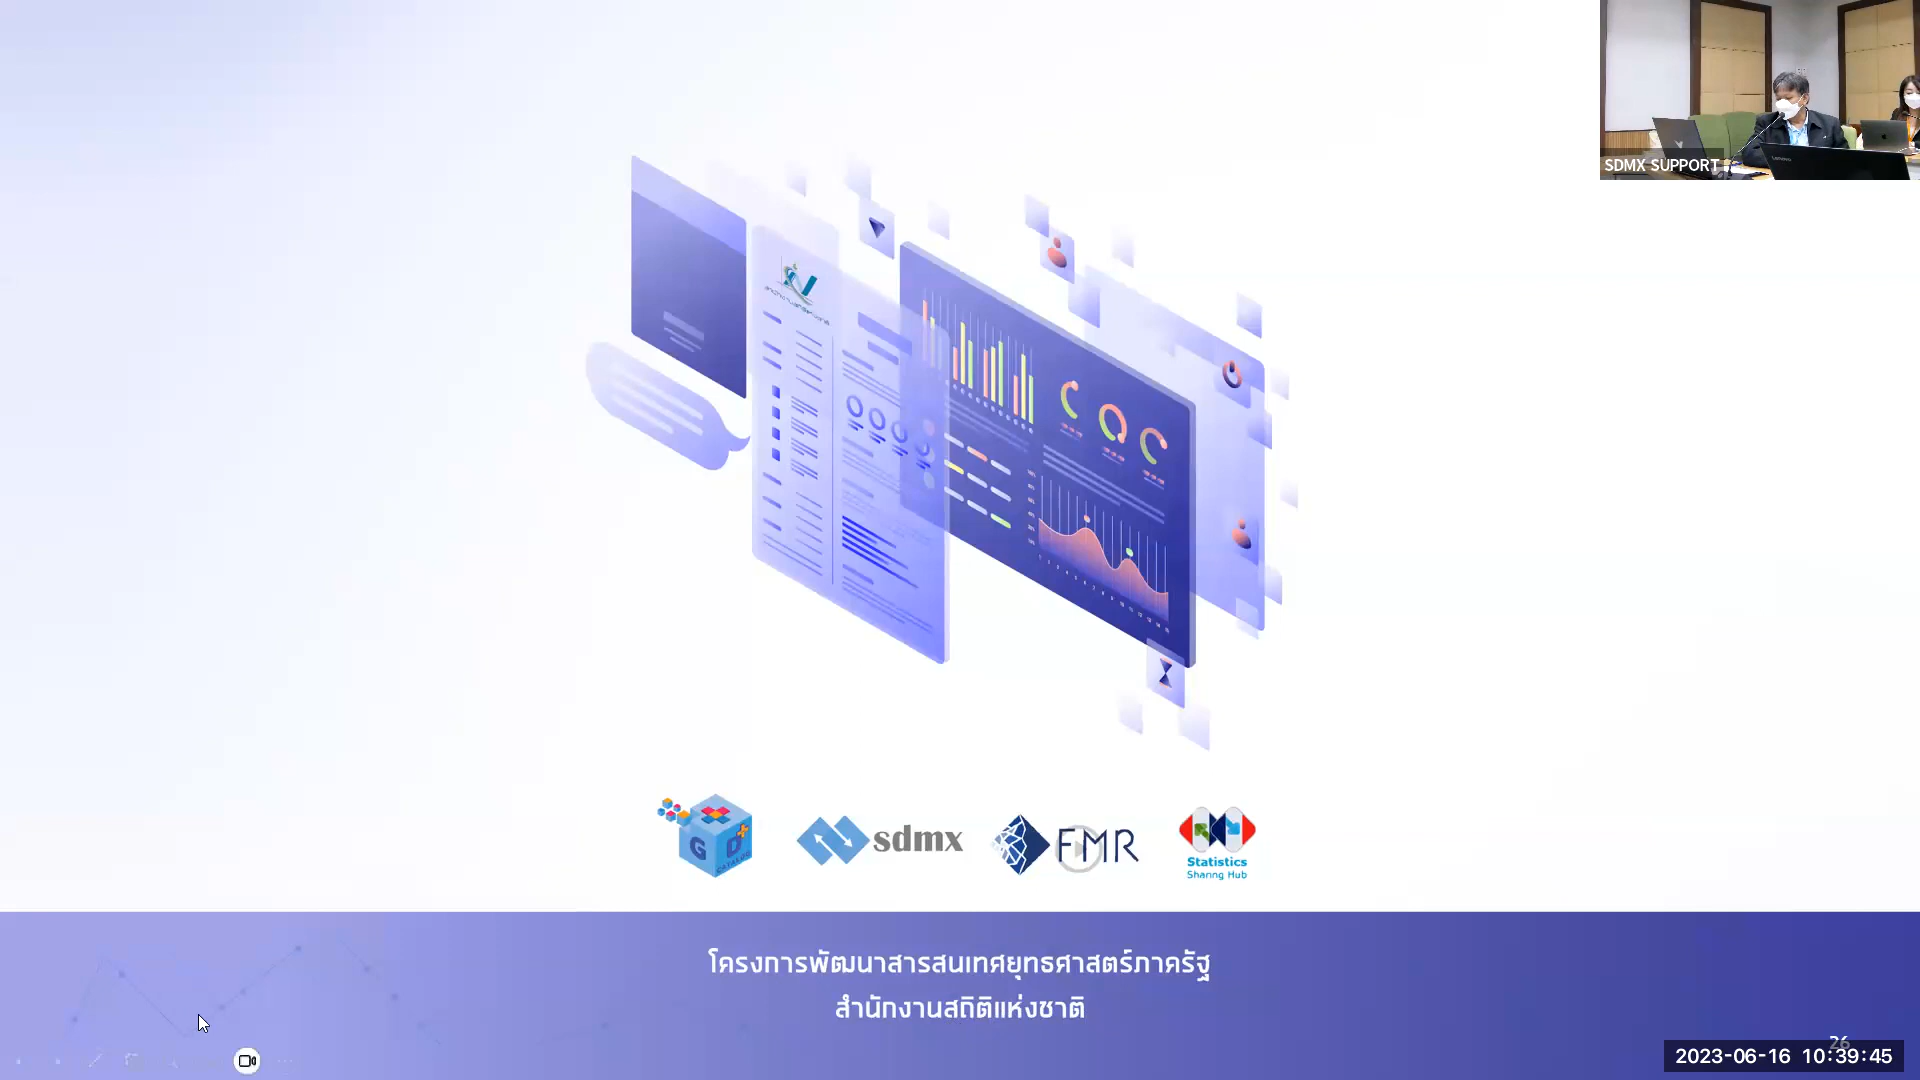 SDMX SUPPORT
GD
CATALOG
sdmx
FMR
Statistics
Sharing Hub
โครงการพัฒนาสารสนเทศยุทธศาสตร์ภาครัฐ
สำนักงานสถิติแห่งชาติ
26
2023-06-16 10:39:45